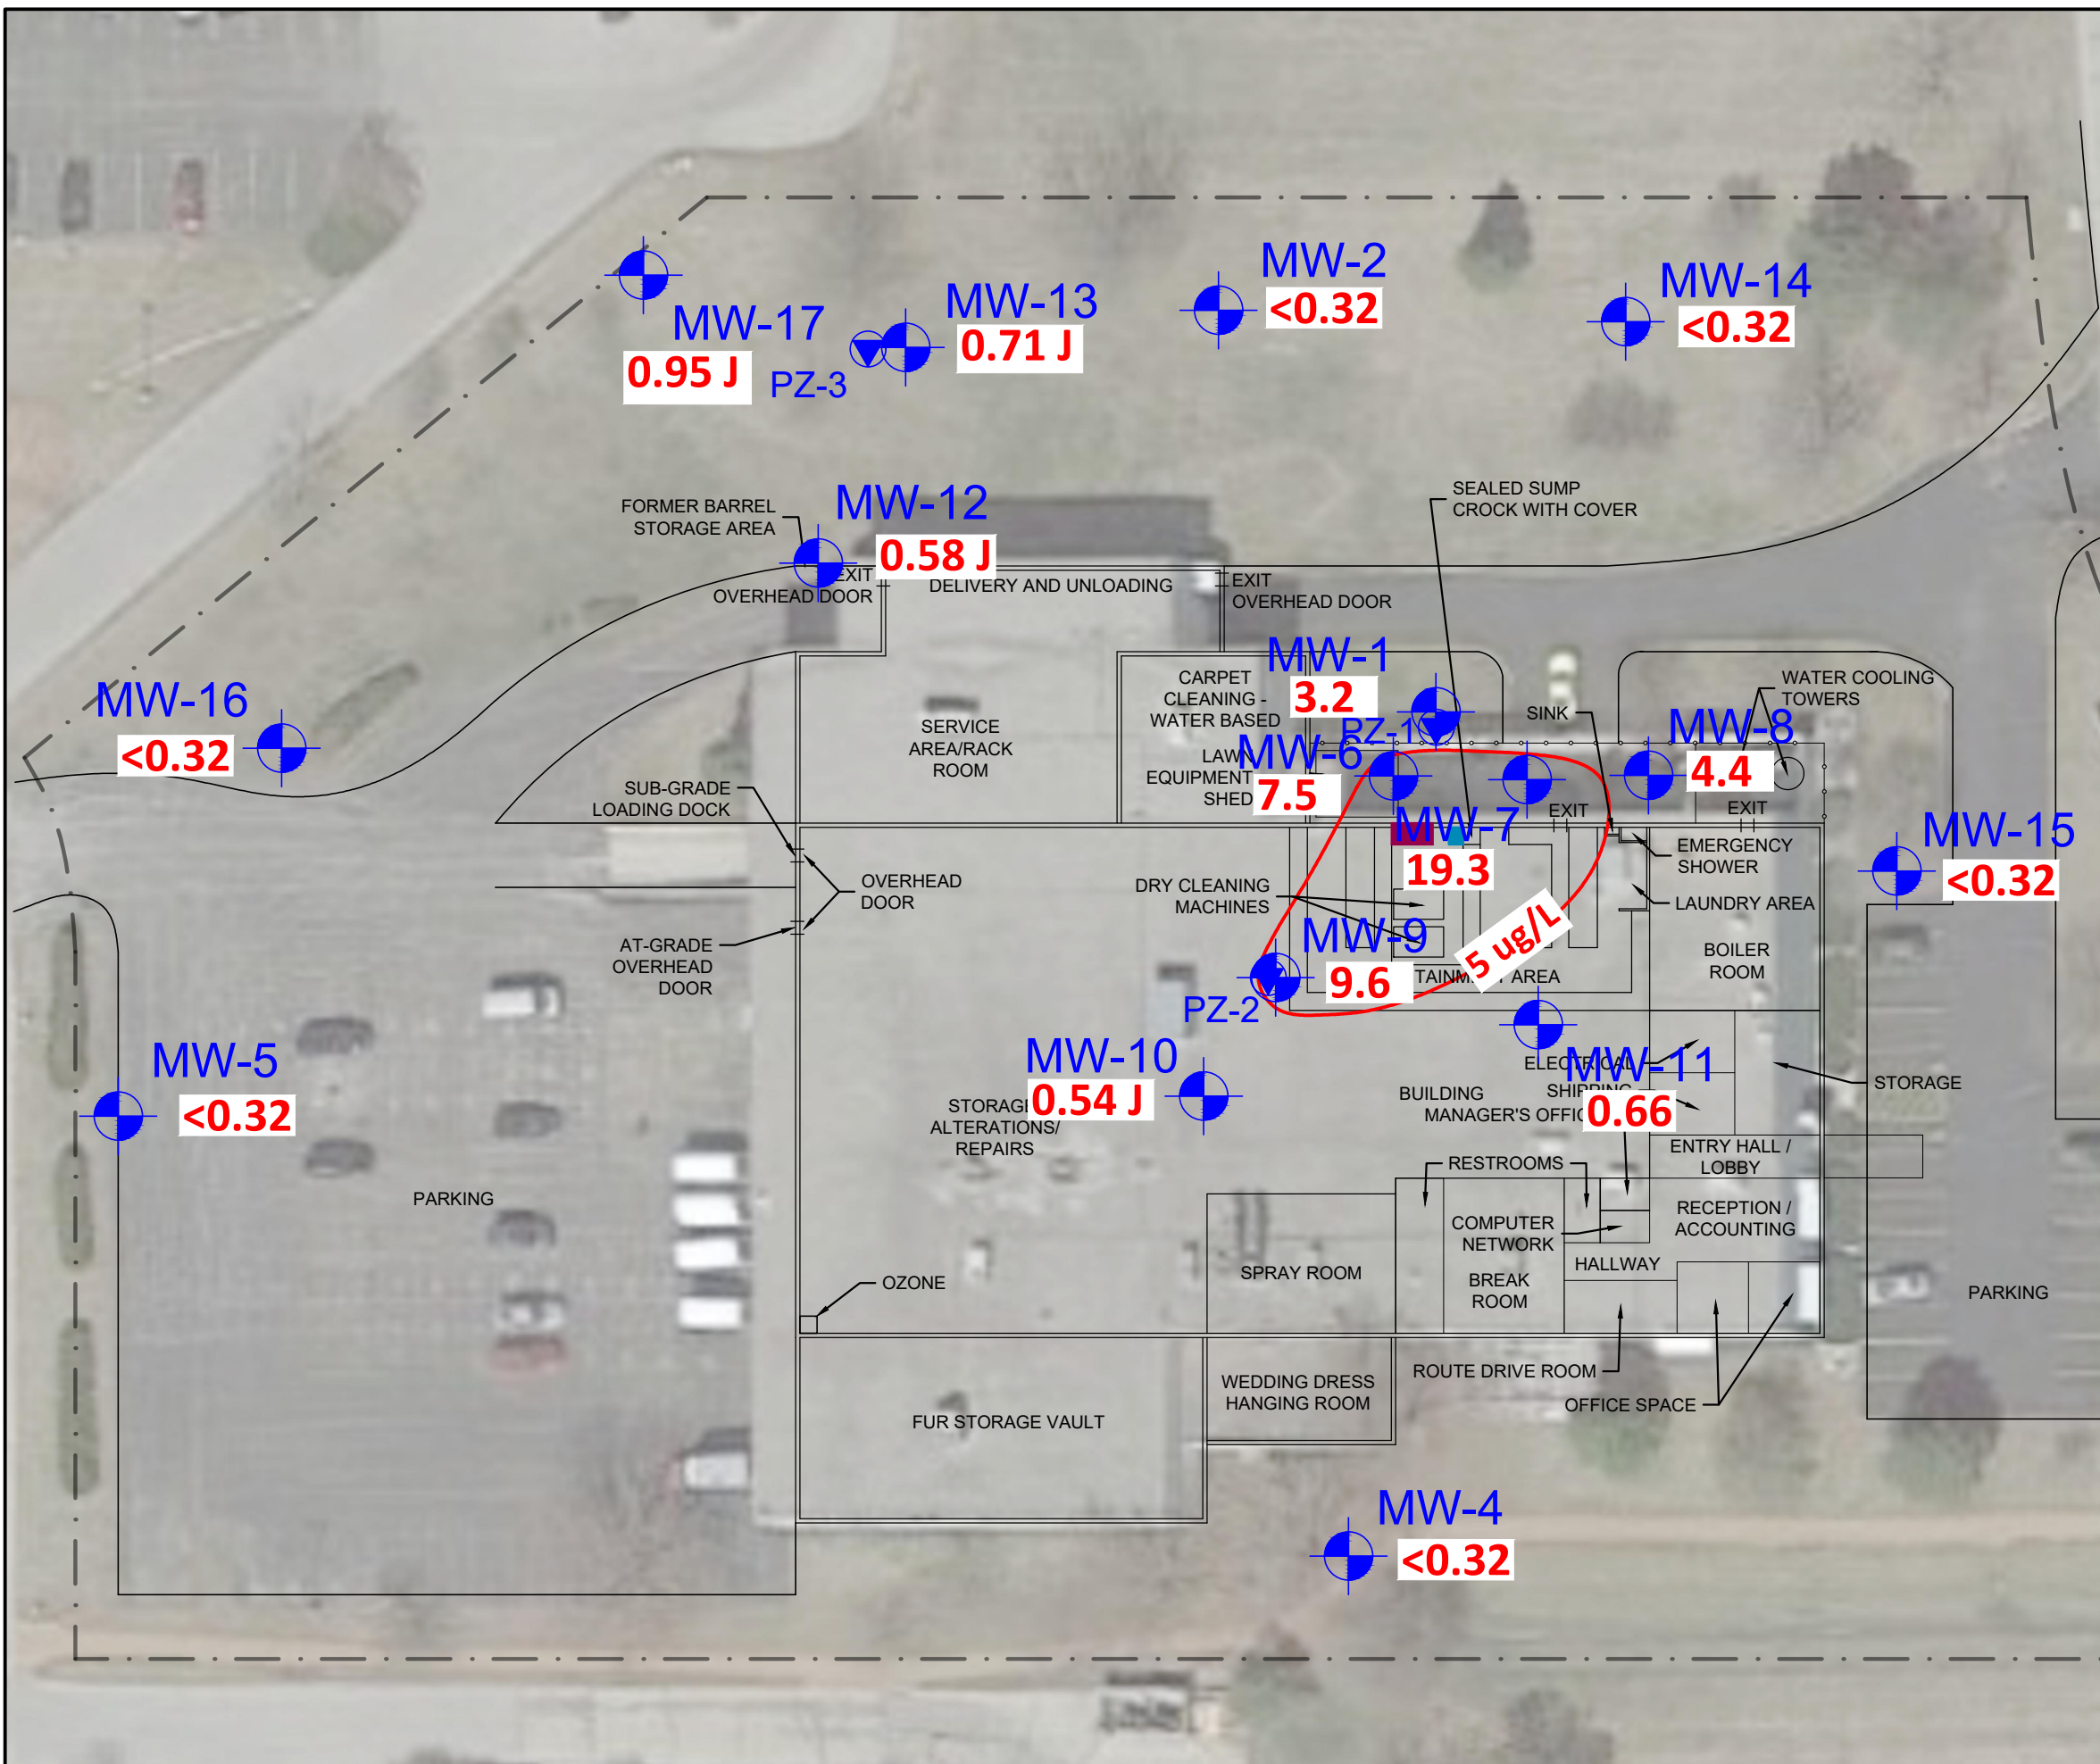 MW-2
<0.32
MW-14
<0.32
MW-17
0.95 J
MW-13
0.71 J
PZ-3
SEALED SUMP
CROCK WITH COVER
FORMER BARREL
STORAGE AREA
MW-12
0.58 J
EXIT
OVERHEAD DOOR
DELIVERY AND UNLOADING
EXIT
OVERHEAD DOOR
MW-16
<0.32
SERVICE
AREA/RACK
ROOM
CARPET
CLEANING -
WATER BASED
MW-1
3.2
PZ-1
SINK
WATER COOLING
TOWERS
MW-8
4.4
LAWN
EQUIPMENT
SHED
MW-6
7.5
EXIT
EXIT
MW-7
19.3
SUB-GRADE
LOADING DOCK
OVERHEAD
DOOR
AT-GRADE
OVERHEAD
DOOR
EMERGENCY
SHOWER
LAUNDRY AREA
MW-15
<0.32
DRY CLEANING
MACHINES
MW-9
9.6
5 ug/L
AREA
BOILER
ROOM
PZ-2
MW-5
<0.32
MW-10
0.54 J
STORAGE
ALTERATIONS/
REPAIRS
ELECTRICAL
MW-11
0.66
SHIPPING
BUILDING
MANAGER'S OFFICE
STORAGE
ENTRY HALL /
LOBBY
RESTROOMS
PARKING
COMPUTER
NETWORK
RECEPTION /
ACCOUNTING
HALLWAY
OZONE
SPRAY ROOM
BREAK
ROOM
PARKING
ROUTE DRIVE ROOM
OFFICE SPACE
WEDDING DRESS
HANGING ROOM
FUR STORAGE VAULT
MW-4
<0.32